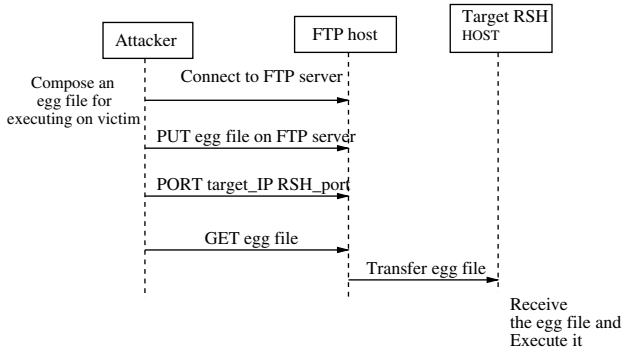 Attacker
FTP host
Target RSH
HOST
Compose an
egg file for
executing on victim
Connect to FTP server
PUT egg file on FTP server
PORT target_IP RSH_port
GET egg file
Transfer egg file
Receive
the egg file and
Execute it